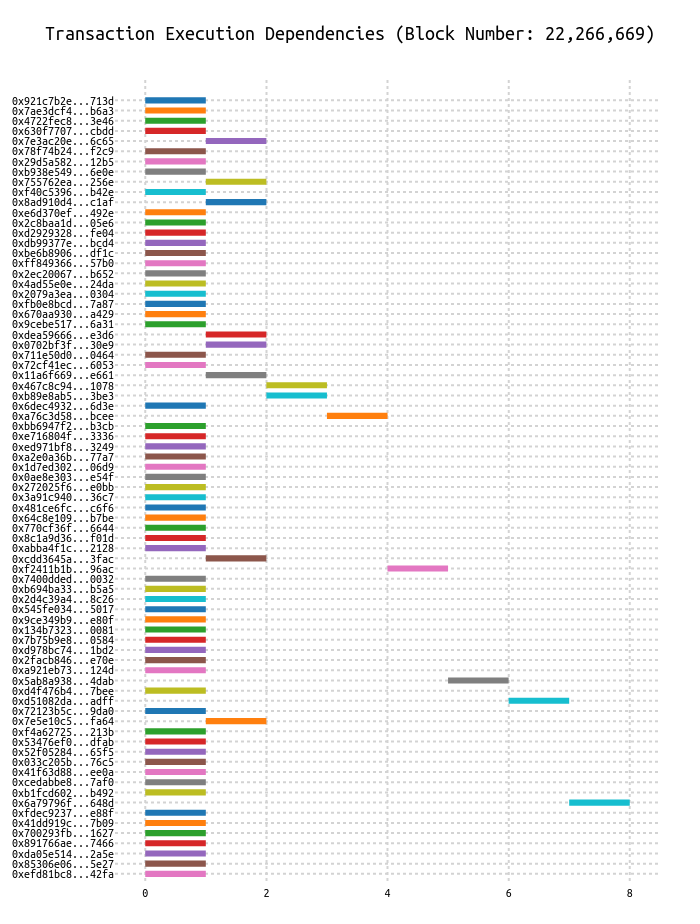 Transaction Execution Dependencies (Block Number: 22,266,669)
0x921c7b2e...713d
0x7ae3dcf4...b6a3
0x4722fec8...3e46
0x630f7707...cbdd
0x7e3ac20e...6c65
0x78f74b24...f2c9
0x29d5a582...12b5
0xb938e549...6e0e
0x755762ea...256e
0xf40c5396...b42e
0x8ad910d4...c1af
0xe6d370ef...492e
0x2c8baa1d...05e6
0xd2929328...fe04
0xdb99377e...bcd4
0xbe6b8906...df1c
0xff849366...57b0
0x2ec20067...b652
0x4ad55e0e...24da
0x2079a3ea...0304
0xfb0e8bcd...7a87
0x670aa930...a429
0x9cebe517...6a31
0xdea59666...e3d6
0x0702bf3f...30e9
0x711e50d0...0464
0x72cf41ec...6053
0x11a6f669...e661
0x467c8c94...1078
0xb89e8ab5...3be3
0x6dec4932...6d3e
0xa76c3d58...bcee
0xbb6947f2...b3cb
0xe716804f...3336
0xed971bf8...3249
0xa2e0a36b...77a7
0x1d7ed302...06d9
0x0ae8e303...e54f
0x272025f6...e0bb
0x3a91c940...36c7
0x481ce6fc...c6f6
0x64c8e109...b7be
0x770cf36f...6644
0x8c1a9d36...f01d
0xabba4f1c...2128
0xcdd3645a...3fac
0xf2411b1b...96ac
0x7400dded...0032
0xb694ba33...b5a5
0x2d4c39a4...8c26
0x545fe034...5017
0x9ce349b9...e80f
0x134b7323...0081
0x7b75b9e8...0584
0xd978bc74...1bd2
0x2facb846...e70e
0xa921eb73...124d
0x5ab8a938...4dab
0xd4f476b4...7bee
0xd51082da...adff
0x72123b5c...9da0
0x7e5e10c5...fa64
0xf4a62725...213b
0x53476ef0...dfab
0x52f05284...65f5
0x033c205b...76c5
0x41f63d88...ee0a
0xcedabbe8...7af0
0xb1fcd602...b492
0x6a79796f...648d
0xfdec9237...e88f
0x41dd919c...7b09
0x700293fb...1627
0x891766ae...7466
0xda05e514...2a5e
0x85306e06...5e27
0xefd81bc8...42fa
0 2 4 6 8